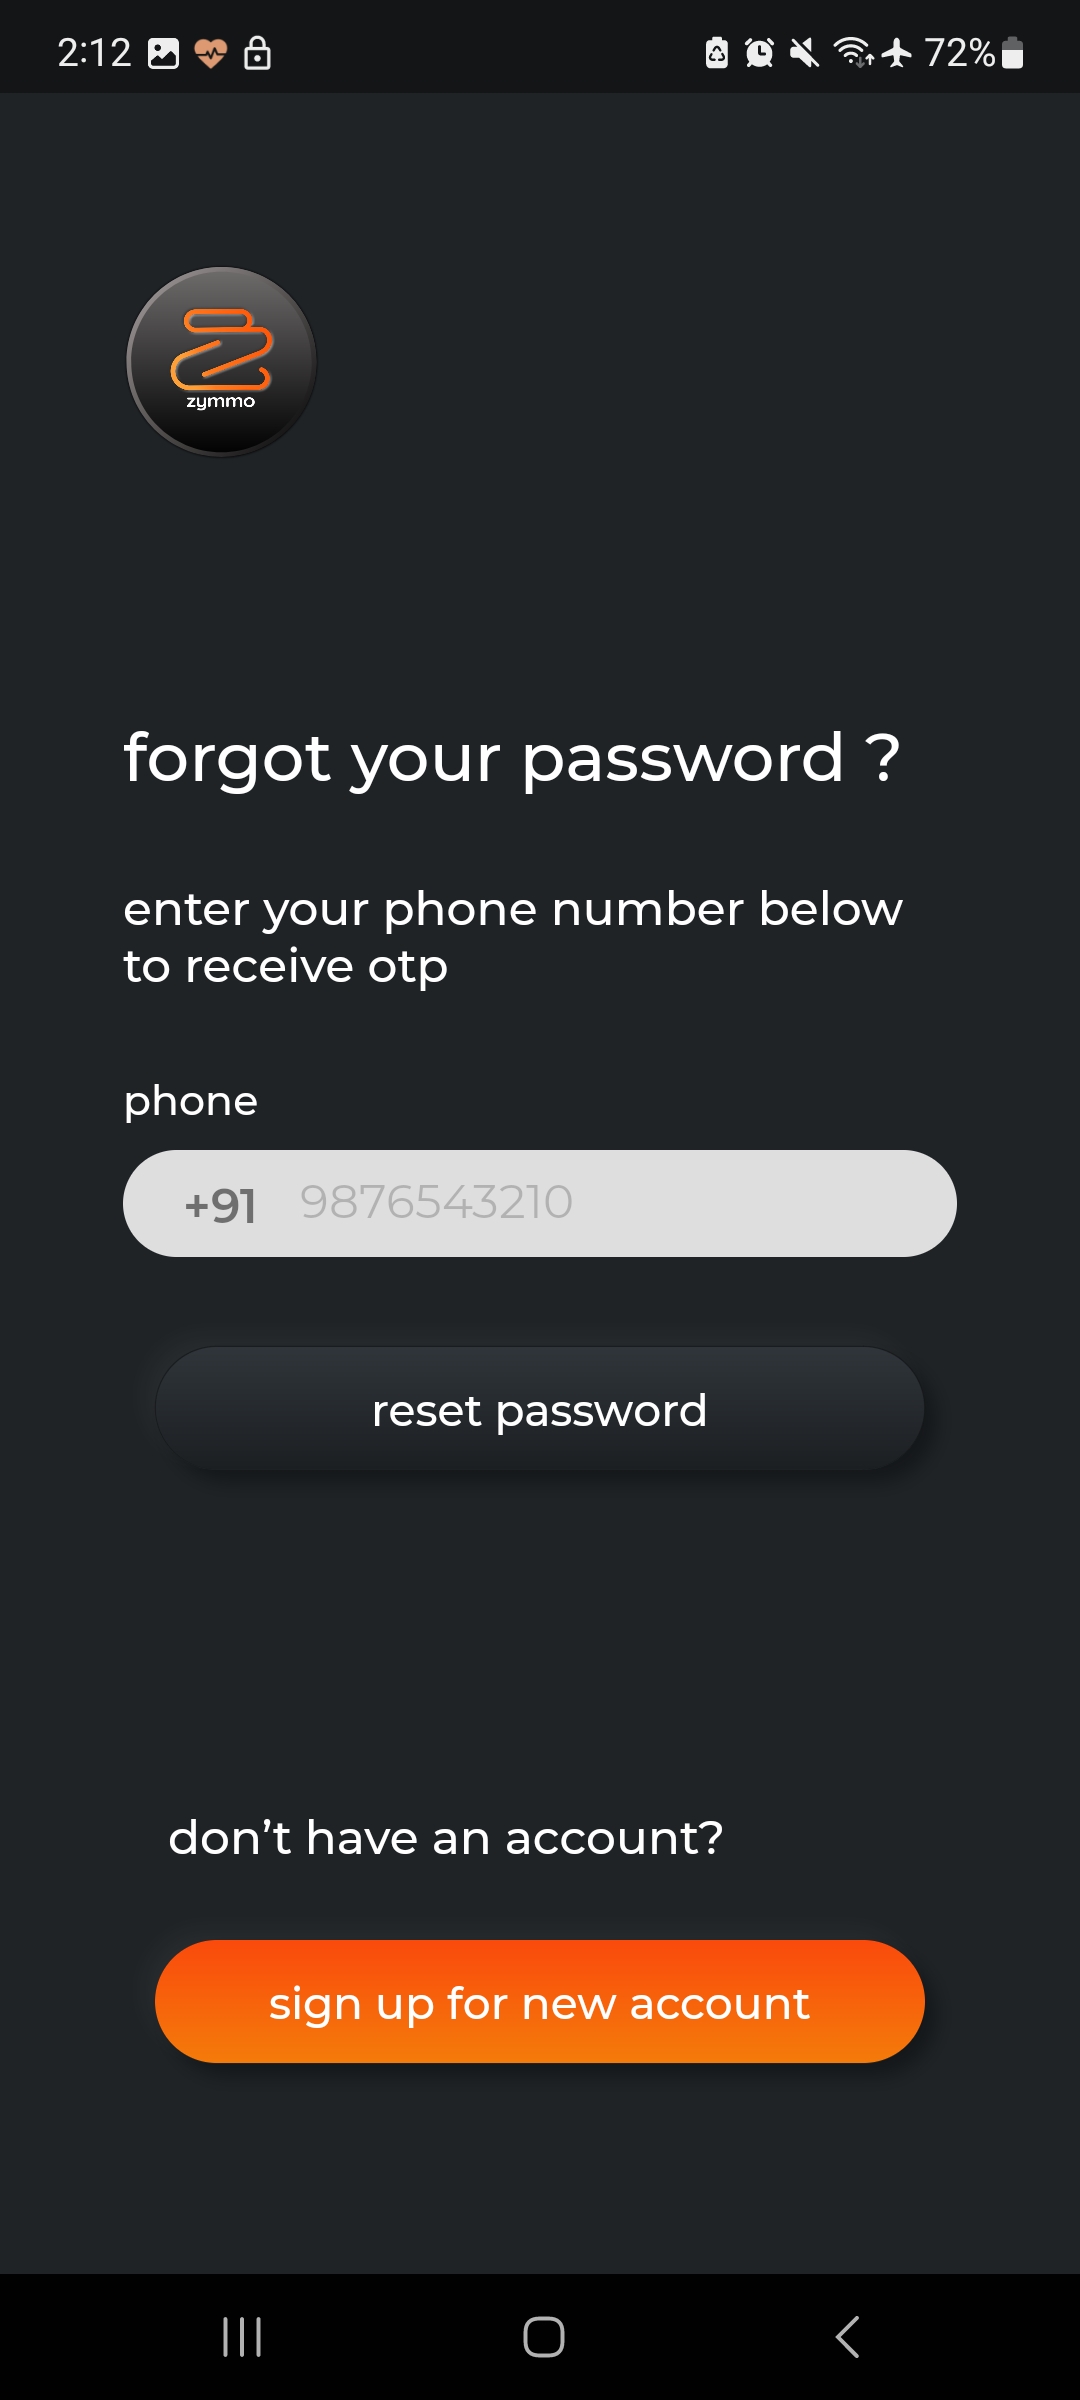 2:12
72%
zymmo
forgot your password ?
enter your phone number below
to receive otp
phone
+91 9876543210
reset password
don’t have an account?
sign up for new account